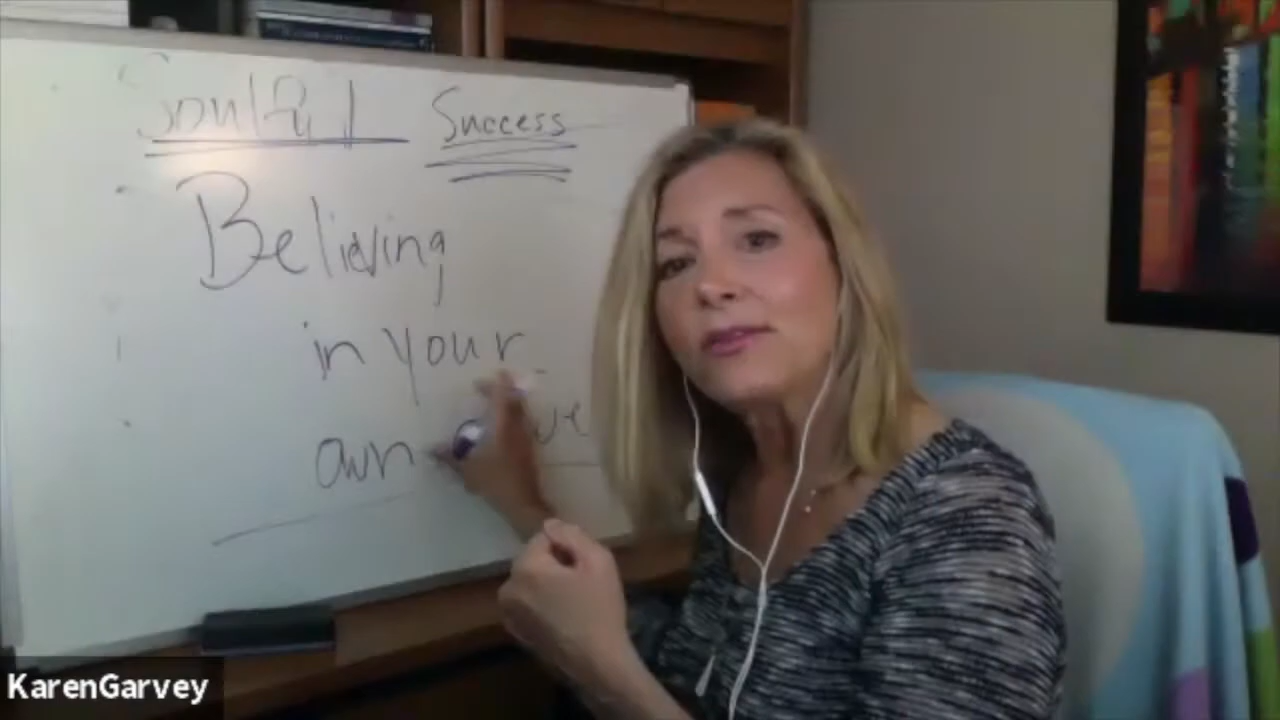 Soulful Success
Believing
in your
own
KarenGarvey